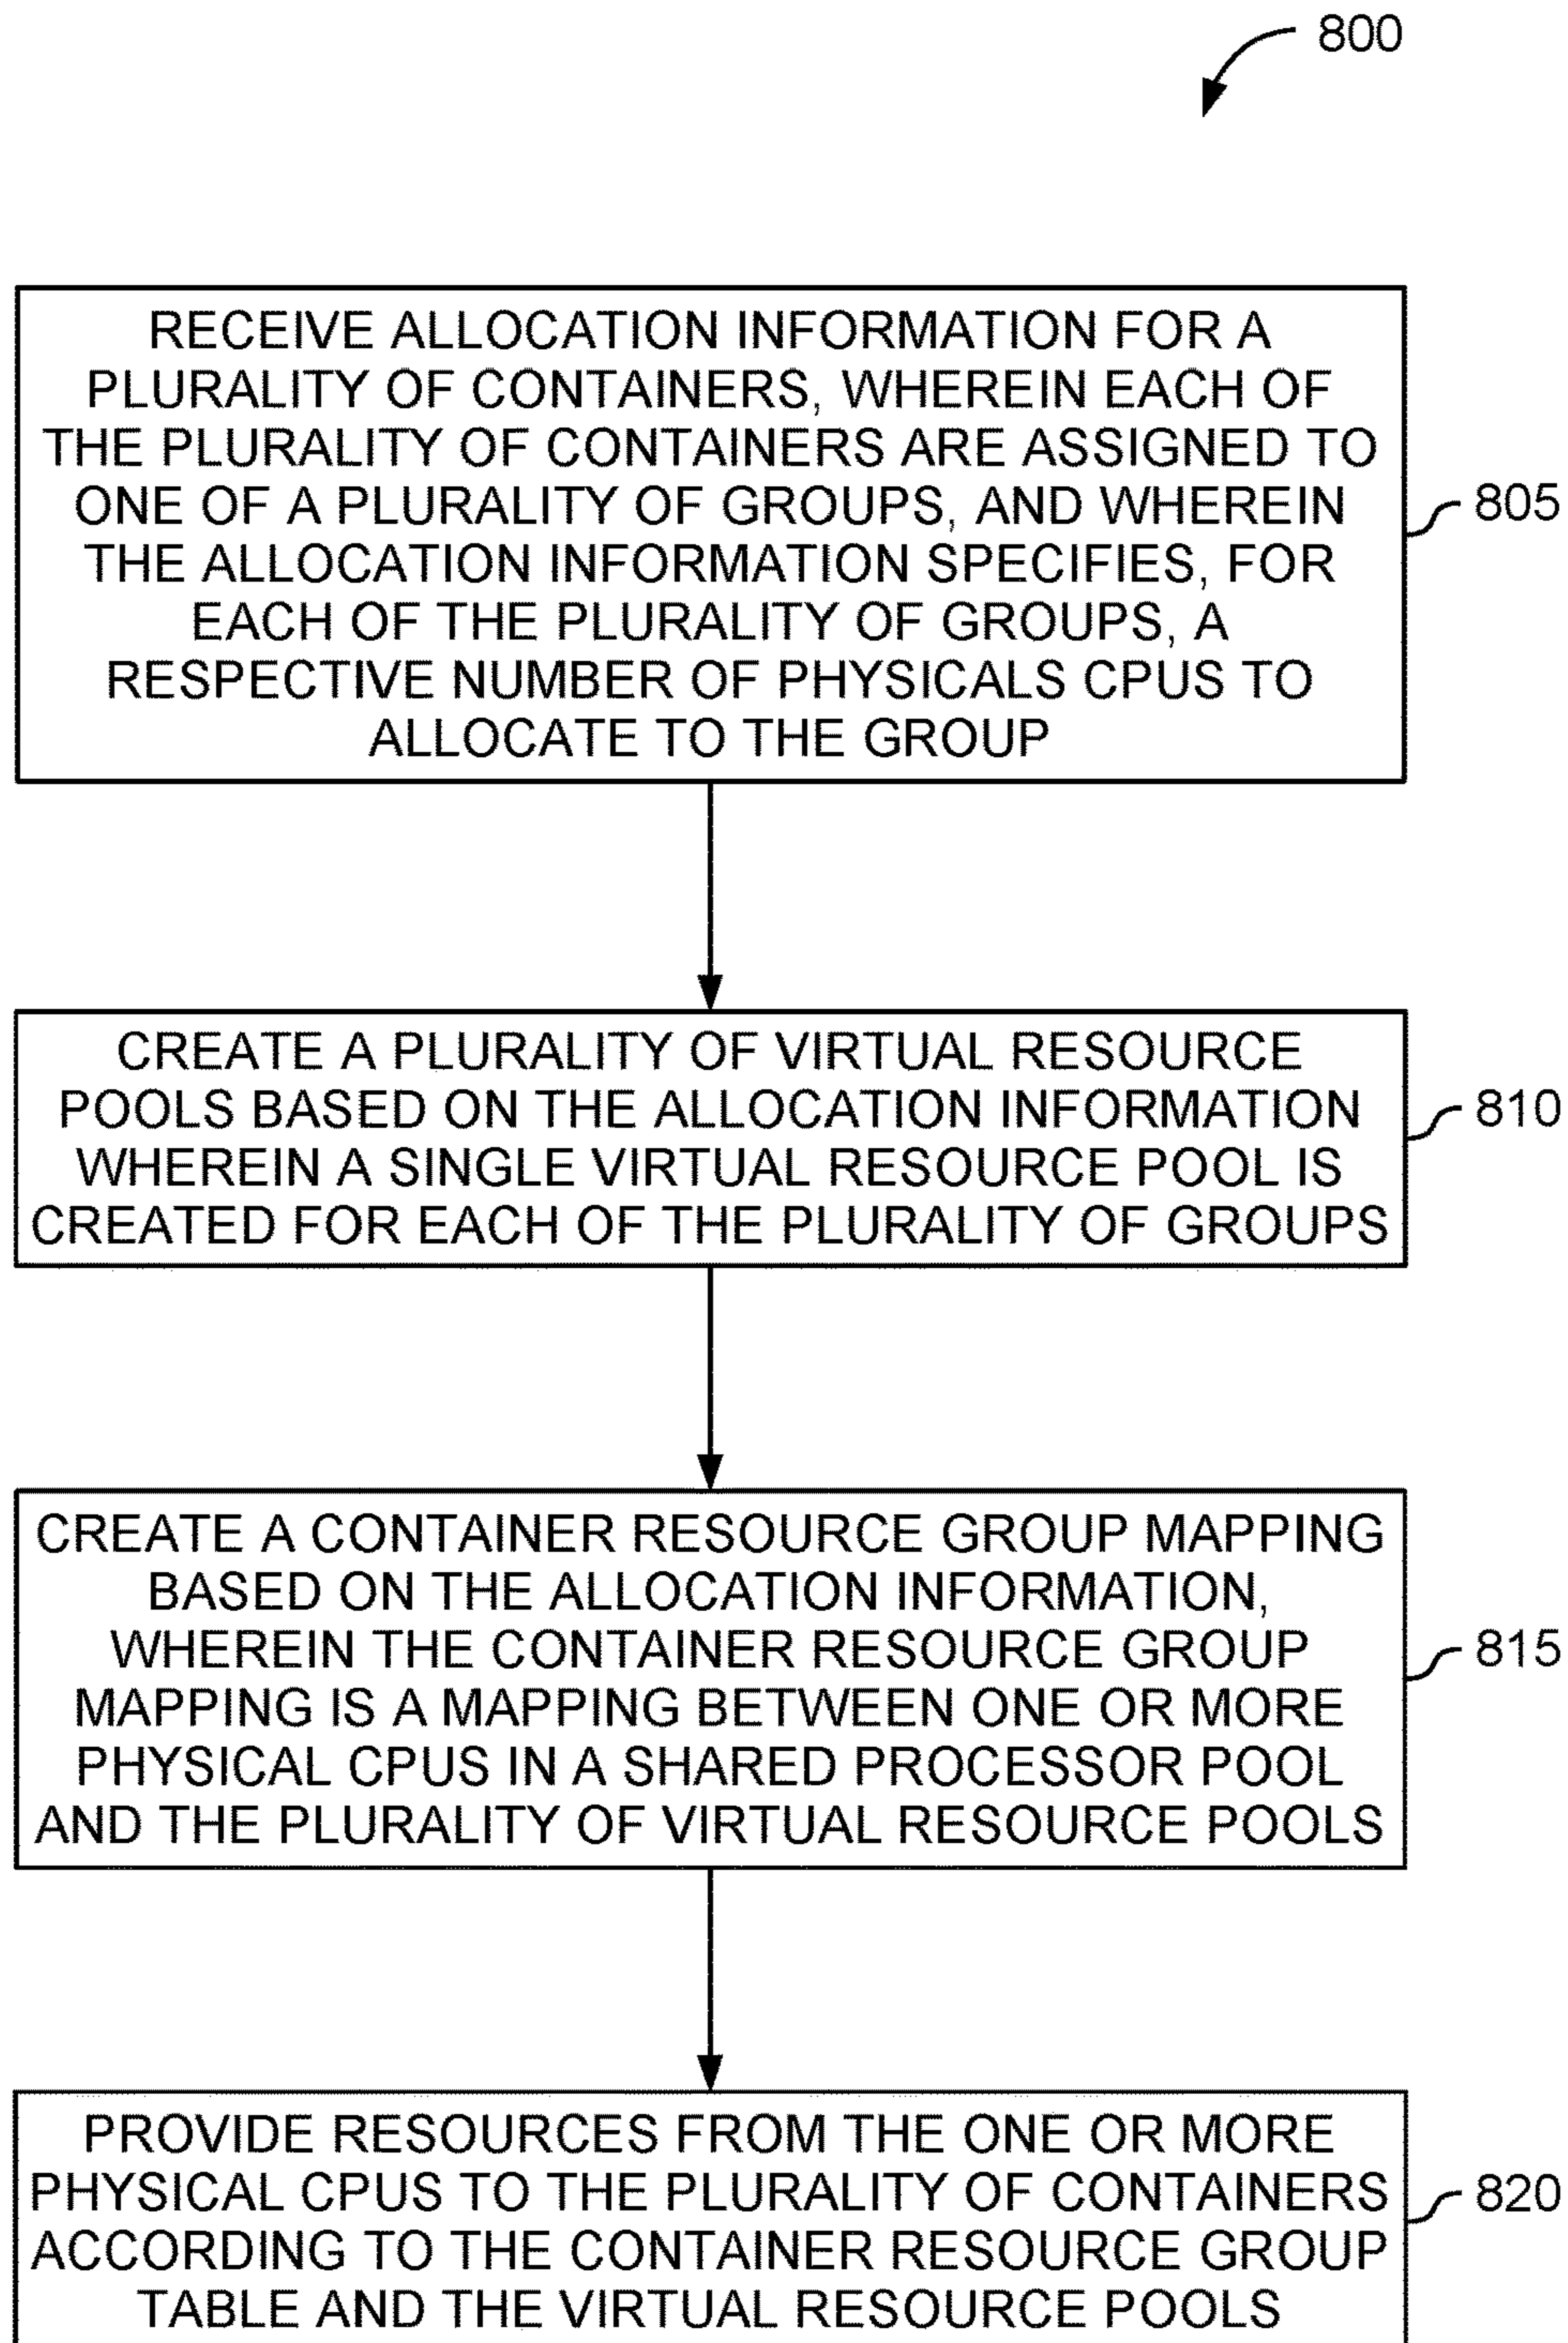 800
RECEIVE ALLOCATION INFORMATION FOR A
PLURALITY OF CONTAINERS, WHEREIN EACH OF
THE PLURALITY OF CONTAINERS ARE ASSIGNED TO
ONE OF A PLURALITY OF GROUPS, AND WHEREIN
THE ALLOCATION INFORMATION SPECIFIES, FOR
EACH OF THE PLURALITY OF GROUPS, A
RESPECTIVE NUMBER OF PHYSICALS CPUS TO
ALLOCATE TO THE GROUP
805
CREATE A PLURALITY OF VIRTUAL RESOURCE
POOLS BASED ON THE ALLOCATION INFORMATION
WHEREIN A SINGLE VIRTUAL RESOURCE POOL IS
CREATED FOR EACH OF THE PLURALITY OF GROUPS
810
CREATE A CONTAINER RESOURCE GROUP MAPPING
BASED ON THE ALLOCATION INFORMATION,
WHEREIN THE CONTAINER RESOURCE GROUP
MAPPING IS A MAPPING BETWEEN ONE OR MORE
PHYSICAL CPUS IN A SHARED PROCESSOR POOL
AND THE PLURALITY OF VIRTUAL RESOURCE POOLS
815
PROVIDE RESOURCES FROM THE ONE OR MORE
PHYSICAL CPUS TO THE PLURALITY OF CONTAINERS
ACCORDING TO THE CONTAINER RESOURCE GROUP
TABLE AND THE VIRTUAL RESOURCE POOLS
820